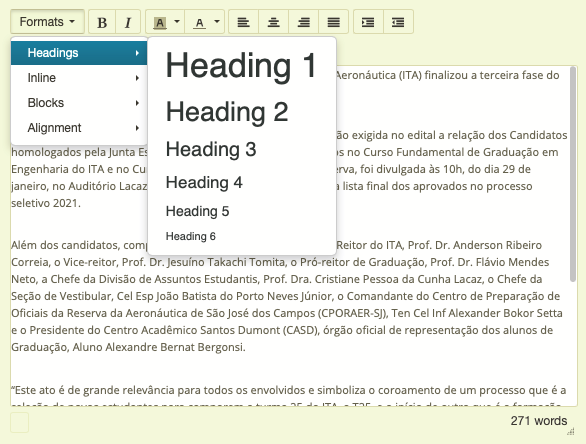 Formats B I A A
Headings
Inline
Blocks
Alignment
Heading 1
Heading 2
Heading 3
Heading 4
Heading 5
Heading 6
Aeronáutica (ITA) finalizou a terceira fase do
ão exigida no edital a relação dos Candidatos
homologados pela Junta Es os no Curso Fundamental de Graduação em
Engenharia do ITA e no Cu erva, foi divulgada às 10h, do dia 29 de
janeiro, no Auditório Lacaz a lista final dos aprovados no processo
seletivo 2021.
Além dos candidatos, comp Reitor do ITA, Prof. Dr. Anderson Ribeiro
Correia, o Vice-reitor, Prof. Dr. Jesuíno Takachi Tomita, o Pró-reitor de Graduação, Prof. Dr. Flávio Mendes
Neto, a Chefe da Divisão de Assuntos Estudantis, Prof. Dra. Cristiane Pessoa da Cunha Lacaz, o Chefe da
Seção de Vestibular, Cel Esp João Batista do Porto Neves Júnior, o Comandante do Centro de Preparação de
Oficiais da Reserva da Aeronáutica de São José dos Campos (CPORAER-SJ), Ten Cel Inf Alexander Bokor Setta
e o Presidente do Centro Acadêmico Santos Dumont (CASD), órgão oficial de representação dos alunos de
Graduação, Aluno Alexandre Bernat Bergonsi.
“Este ato é de grande relevância para todos os envolvidos e simboliza o coroamento de um processo que é a
271 words